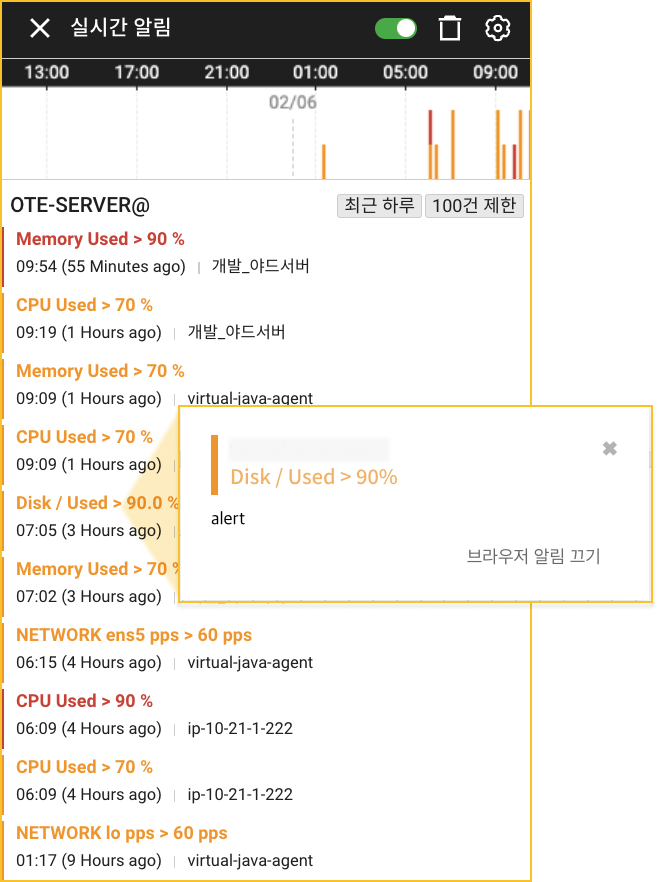 실시간 알림
13:00 17:00 21:00 01:00 05:00 09:00
02/06
OTE-SERVER@ 최근 하루 100건 제한
Memory Used > 90 %
09:54 (55 Minutes ago) | 개발_야드서버
CPU Used > 70 %
09:19 (1 Hours ago) | 개발_야드서버
Memory Used > 70 %
09:09 (1 Hours ago) | virtual-java-agent
CPU Used > 70 %
09:09 (1 Hours ago) |
Disk / Used > 90.0 %
07:05 (3 Hours ago) |
Memory Used > 70 %
07:02 (3 Hours ago) |
Disk / Used > 90%
alert
브라우저 알림 끄기
NETWORK ens5 pps > 60 pps
06:15 (4 Hours ago) | virtual-java-agent
CPU Used > 90 %
06:09 (4 Hours ago) | ip-10-21-1-222
CPU Used > 70 %
06:09 (4 Hours ago) | ip-10-21-1-222
NETWORK lo pps > 60 pps
01:17 (9 Hours ago) | virtual-java-agent